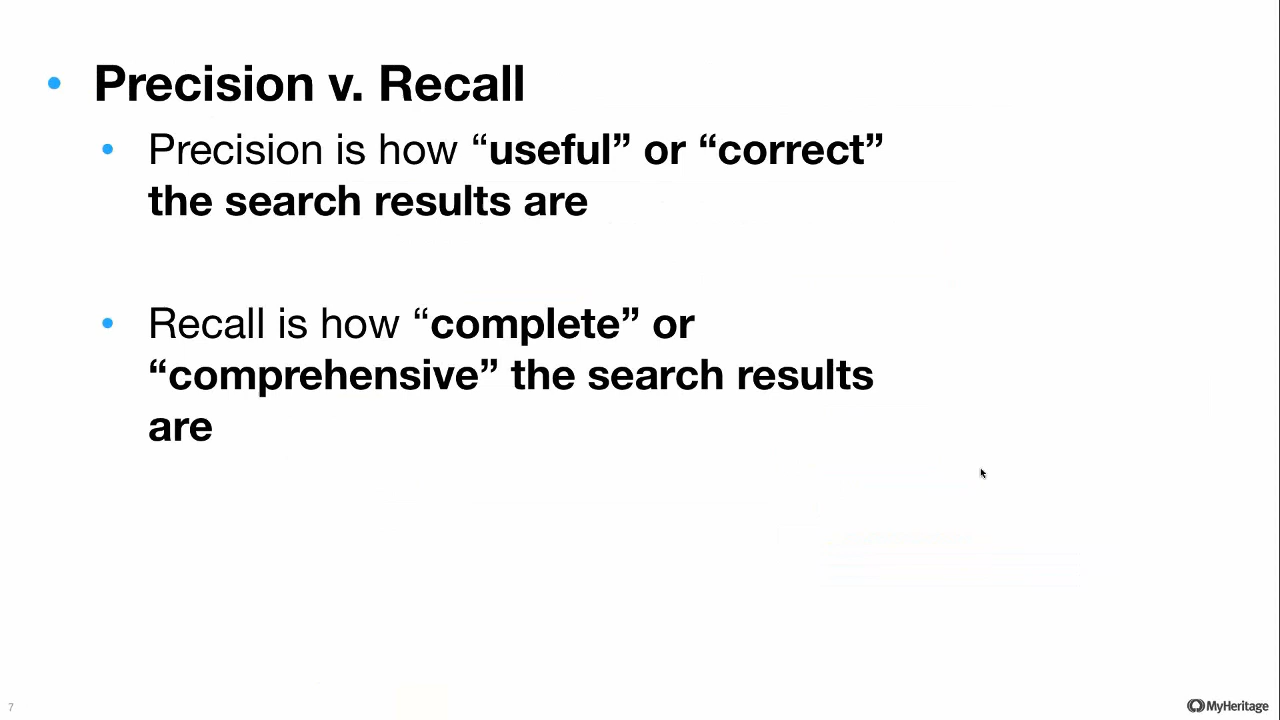 Precision v. Recall
Precision is how “useful” or “correct”
the search results are
Recall is how “complete” or
“comprehensive” the search results
are
7
MyHeritage